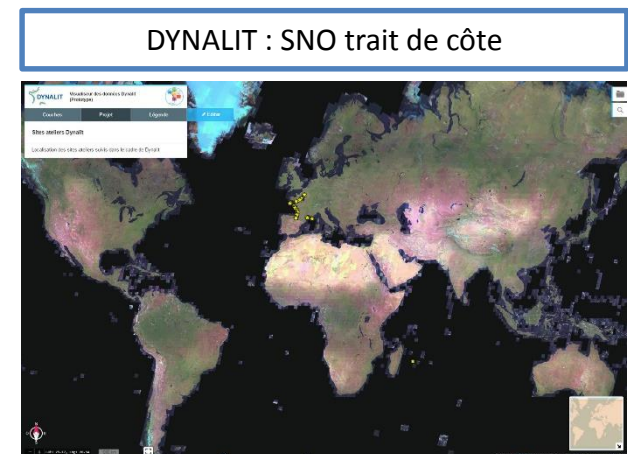 DYNALIT : SNO trait de côte
DYNALIT
Visualiseur des données Dynalit
(Prototype)
Couches Projet Légende Editer
Sites ateliers Dynalit
Localisation des sites ateliers suivis dans le cadre de Dynalit